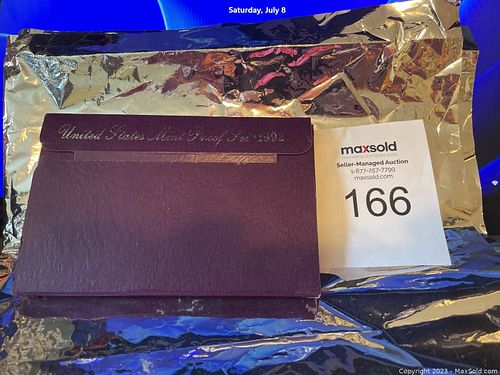 Saturday, July 8
United States Mint Proof Set 1992
maxsold
Seller-Managed Auction
1-877-257-7799
maxsold.com
166
Copyright 2023 - MaxSold.com